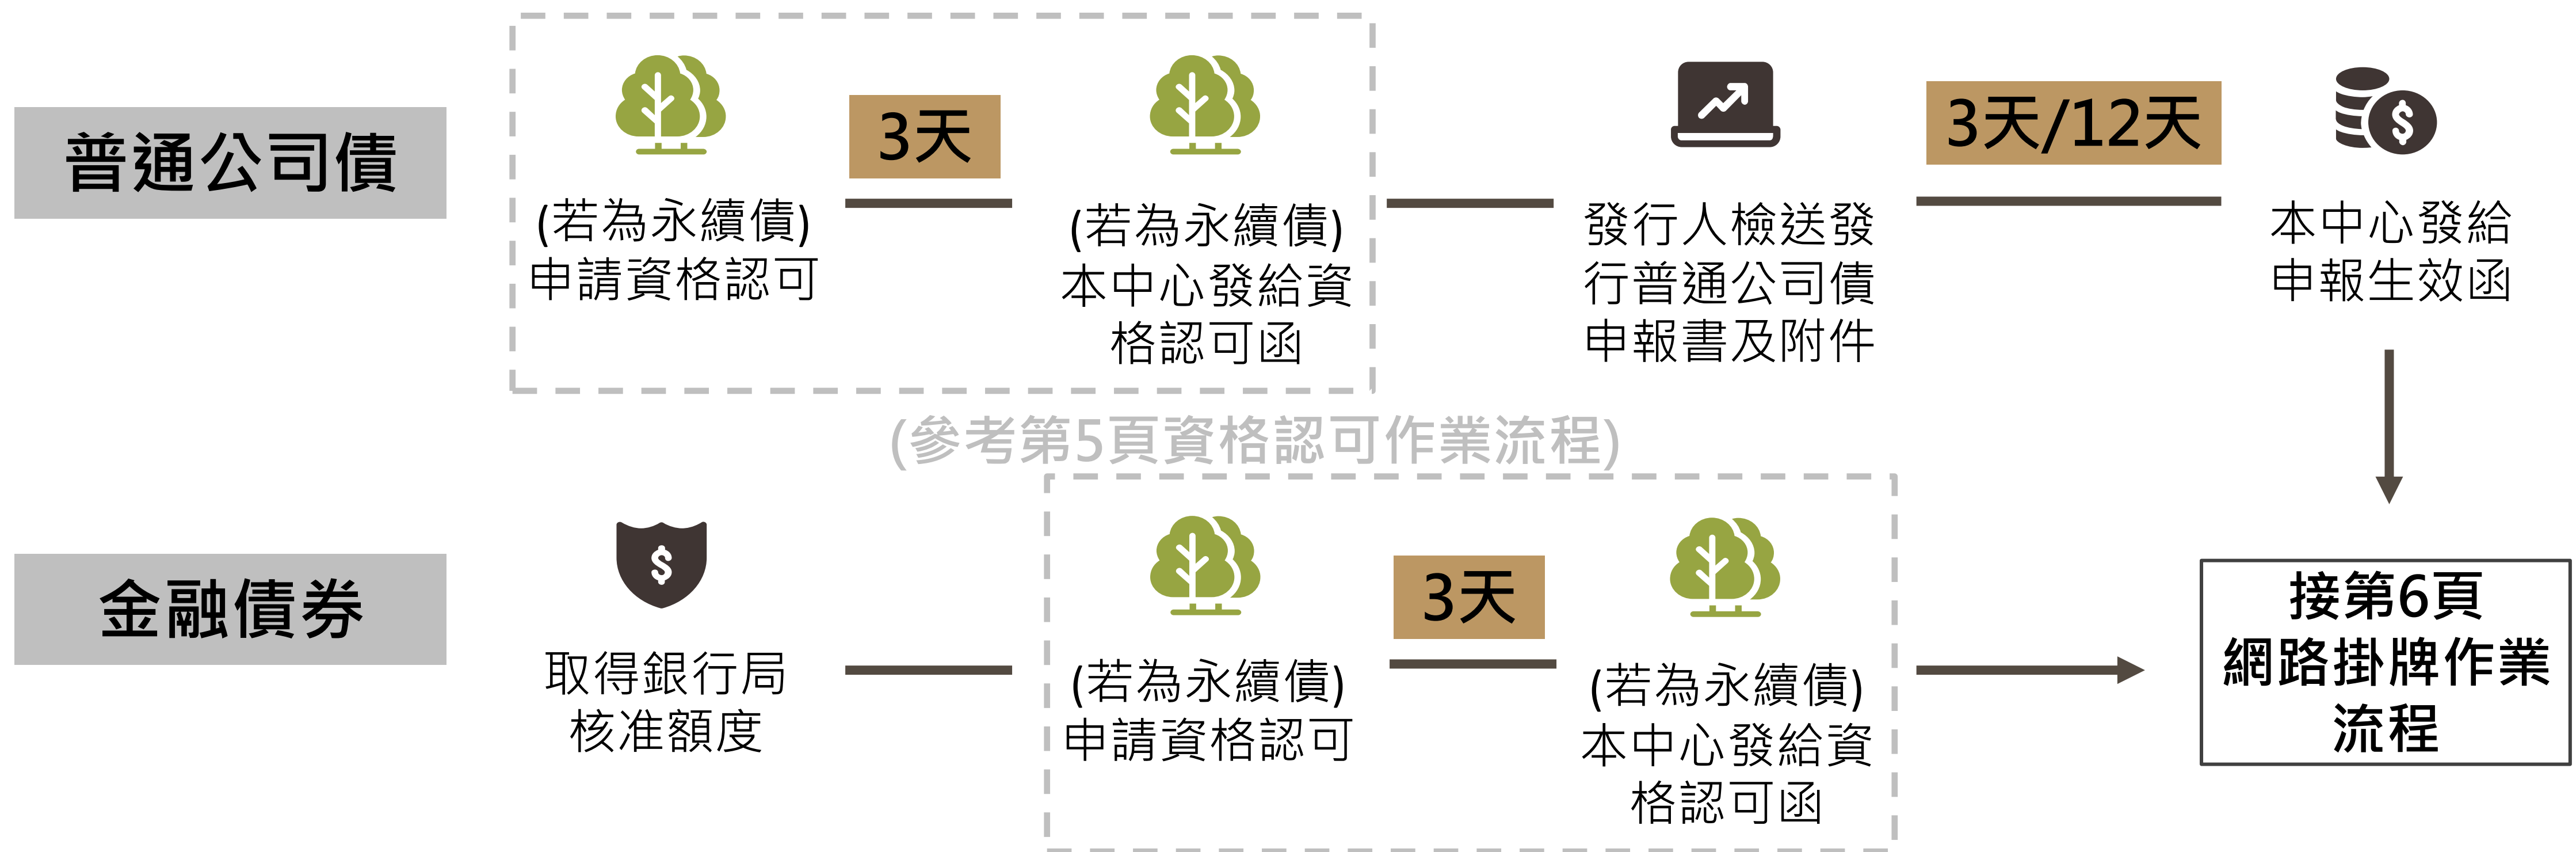 普通公司債
(若為永續債)
申請資格認可
3天
(若為永續債)
本中心發給資
格認可函
發行人檢送發
行普通公司債
申報書及附件
3天/12天
本中心發給
申報生效函
(參考第5頁資格認可作業流程)
金融債券
取得銀行局
核准額度
(若為永續債)
申請資格認可
3天
(若為永續債)
本中心發給資
格認可函
接第6頁
網路掛牌作業
流程